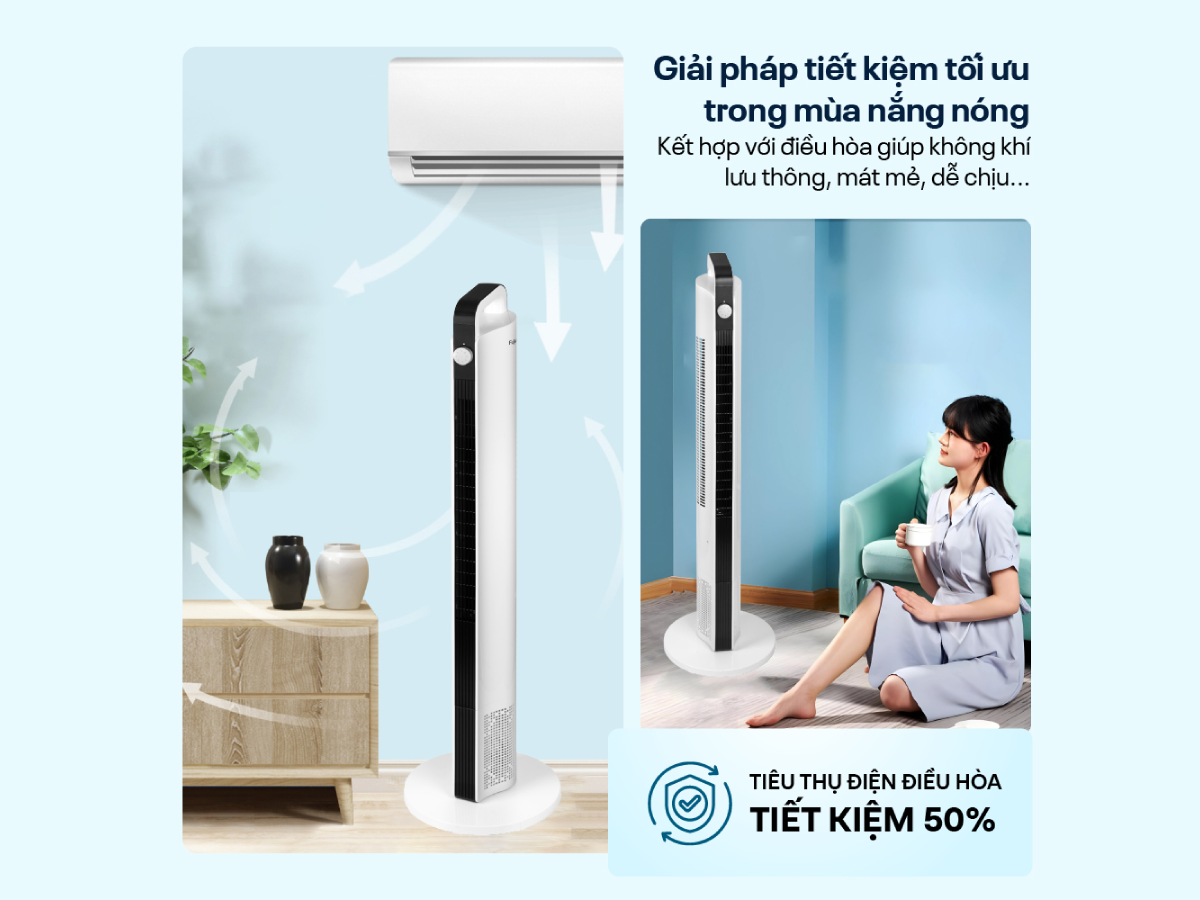 Giải pháp tiết kiệm tối ưu
trong mùa nắng nóng
Kết hợp với điều hòa giúp không khí
lưu thông, mát mẻ, dễ chịu...
TIÊU THỤ ĐIỆN ĐIỀU HÒA
TIẾT KIỆM 50%